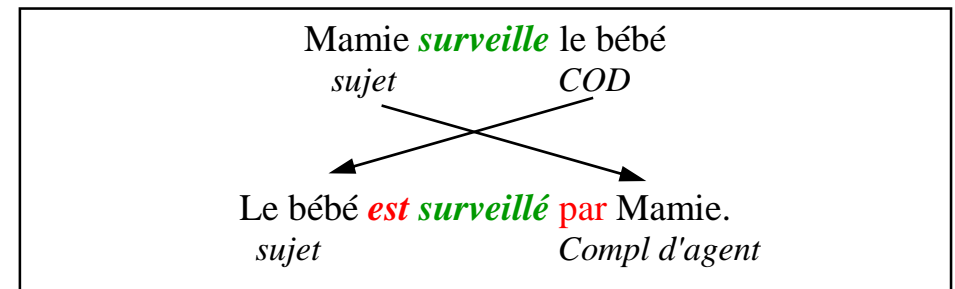 Mamie surveille le bébé
sujet COD
Le bébé est surveillé par Mamie.
sujet Compl d'agent